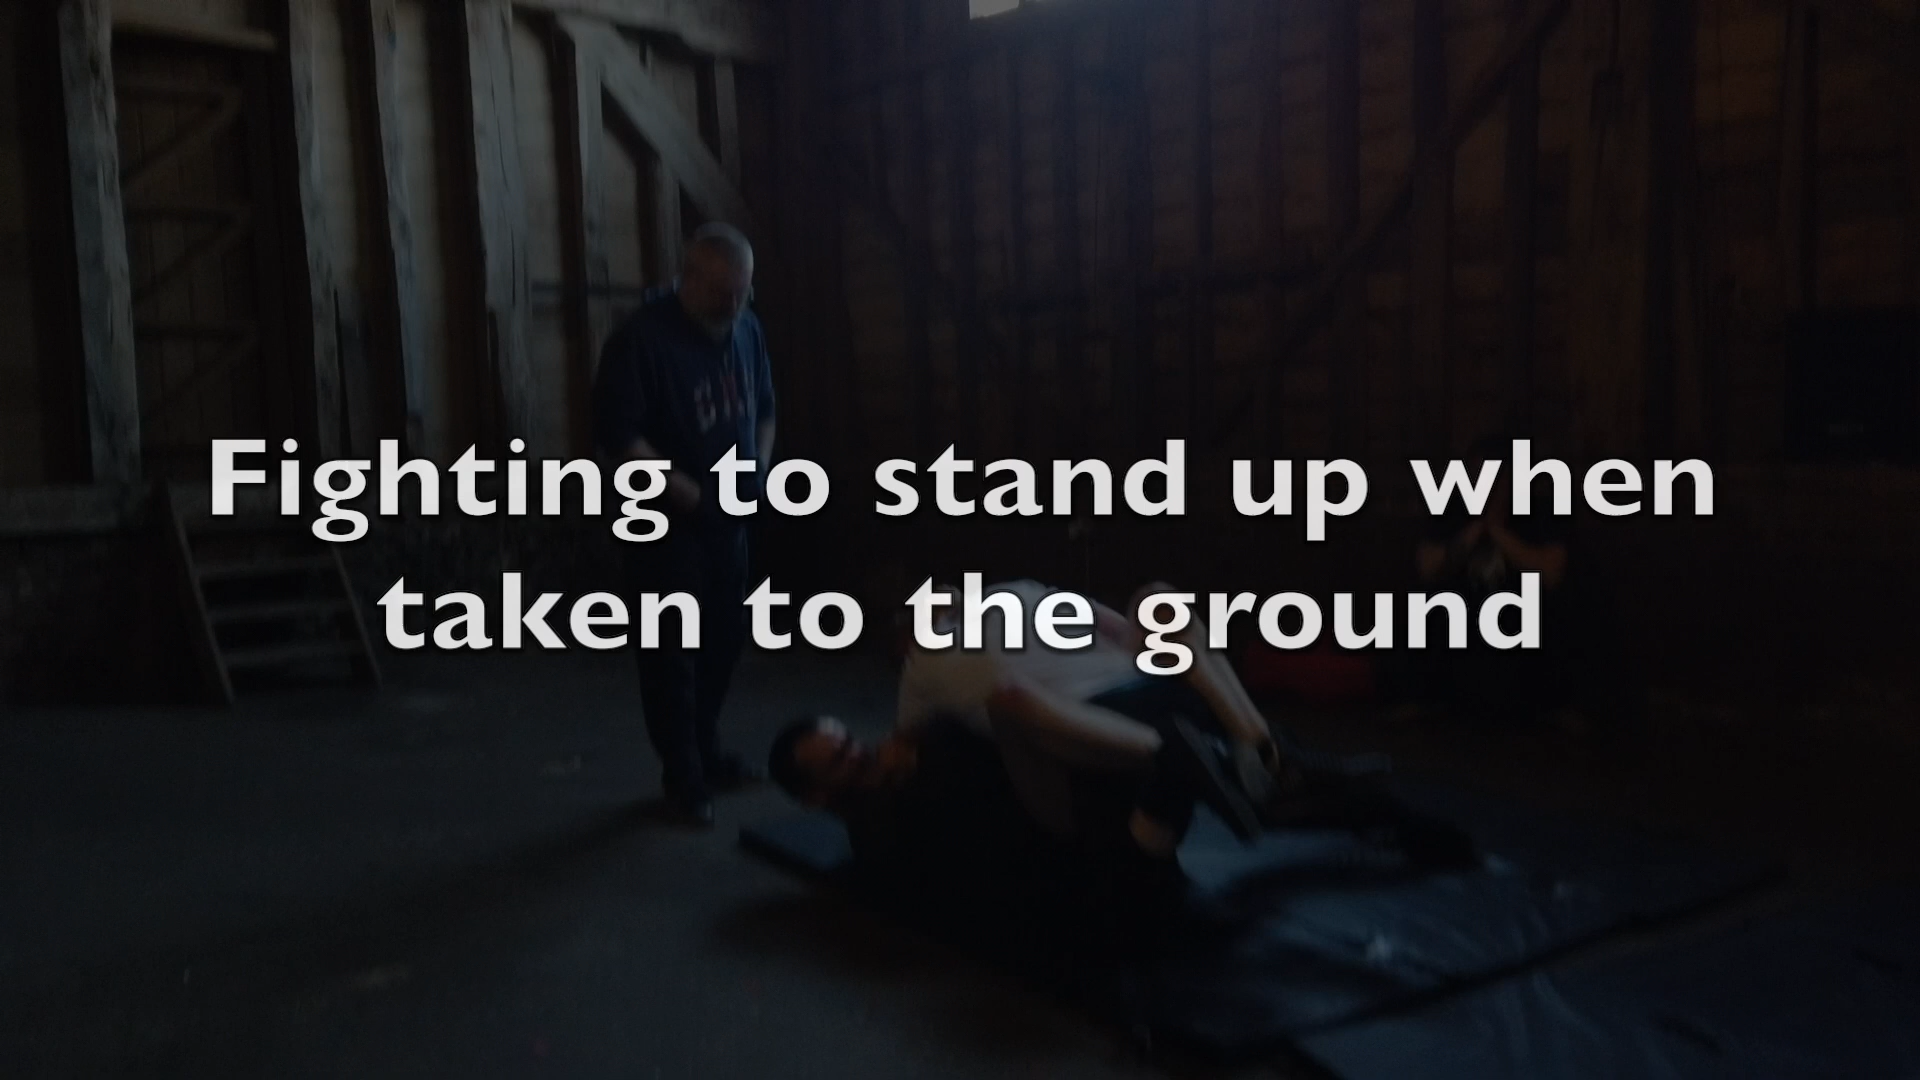 Fighting to stand up when
taken to the ground